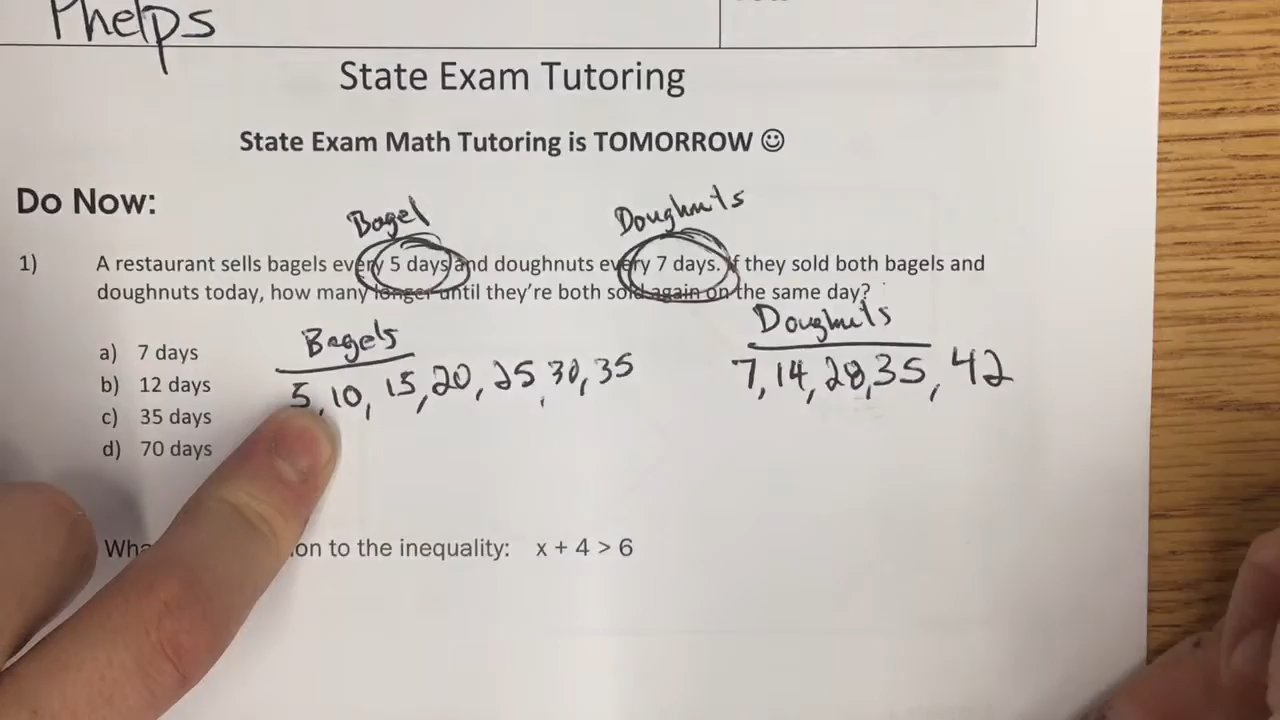 Phelps
State Exam Tutoring
State Exam Math Tutoring is TOMORROW ☺
Do Now:
Bagel Doughnuts
1) A restaurant sells bagels every 5 days and doughnuts every 7 days. If they sold both bagels and
doughnuts today, how many longer until they're both sold again on the same day?
Bagels Doughnuts
a) 7 days
5, 10, 15, 20, 25, 30, 35 7, 14, 28, 35, 42
b) 12 days
c) 35 days
d) 70 days
to the inequality: x + 4 > 6